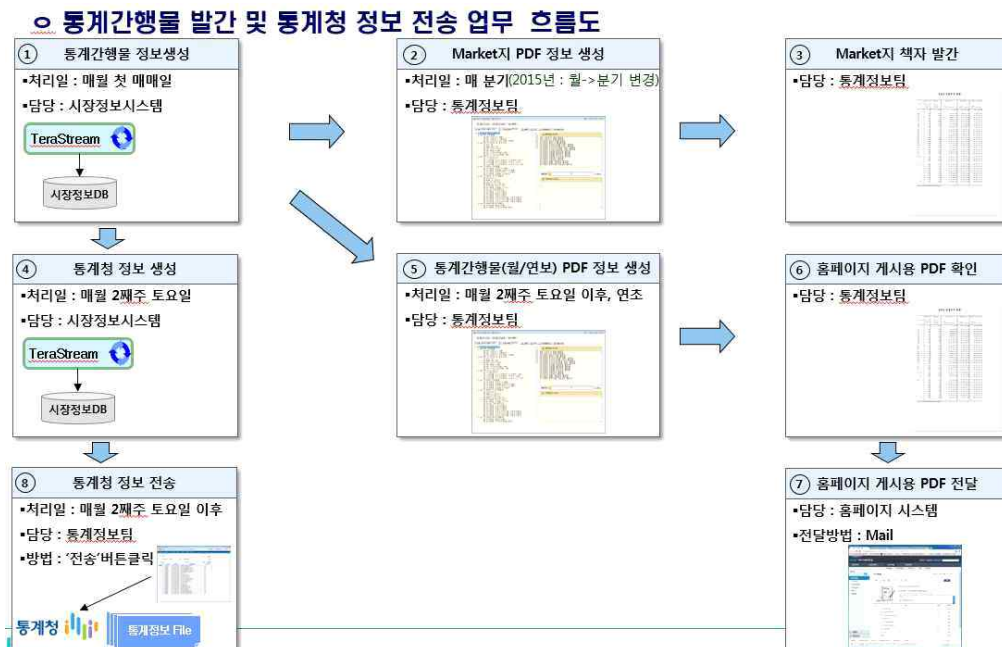 ㅇ 통계간행물 발간 및 통계청 정보 전송 업무 흐름도
① 통계간행물 정보생성
▪처리일 : 매월 첫 매매일
▪담당 : 시장정보시스템
TeraStream
시장정보DB
② Market지 PDF 정보 생성
▪처리일 : 매 분기(2015년 : 월->분기 변경)
▪담당 : 통계정보팀
③ Market지 책자 발간
▪담당 : 통계정보팀
④ 통계청 정보 생성
▪처리일 : 매월 2째주 토요일
▪담당 : 시장정보시스템
TeraStream
시장정보DB
⑤ 통계간행물(월/연보) PDF 정보 생성
▪처리일 : 매월 2째주 토요일 이후, 연초
▪담당 : 통계정보팀
⑥ 홈페이지 게시용 PDF 확인
▪담당 : 통계정보팀
⑧ 통계청 정보 전송
▪처리일 : 매월 2째주 토요일 이후
▪담당 : 통계정보팀
▪방법 : '전송'버튼클릭
통계청
통계정보 File
⑦ 홈페이지 게시용 PDF 전달
▪담당 : 홈페이지 시스템
▪전달방법 : Mail